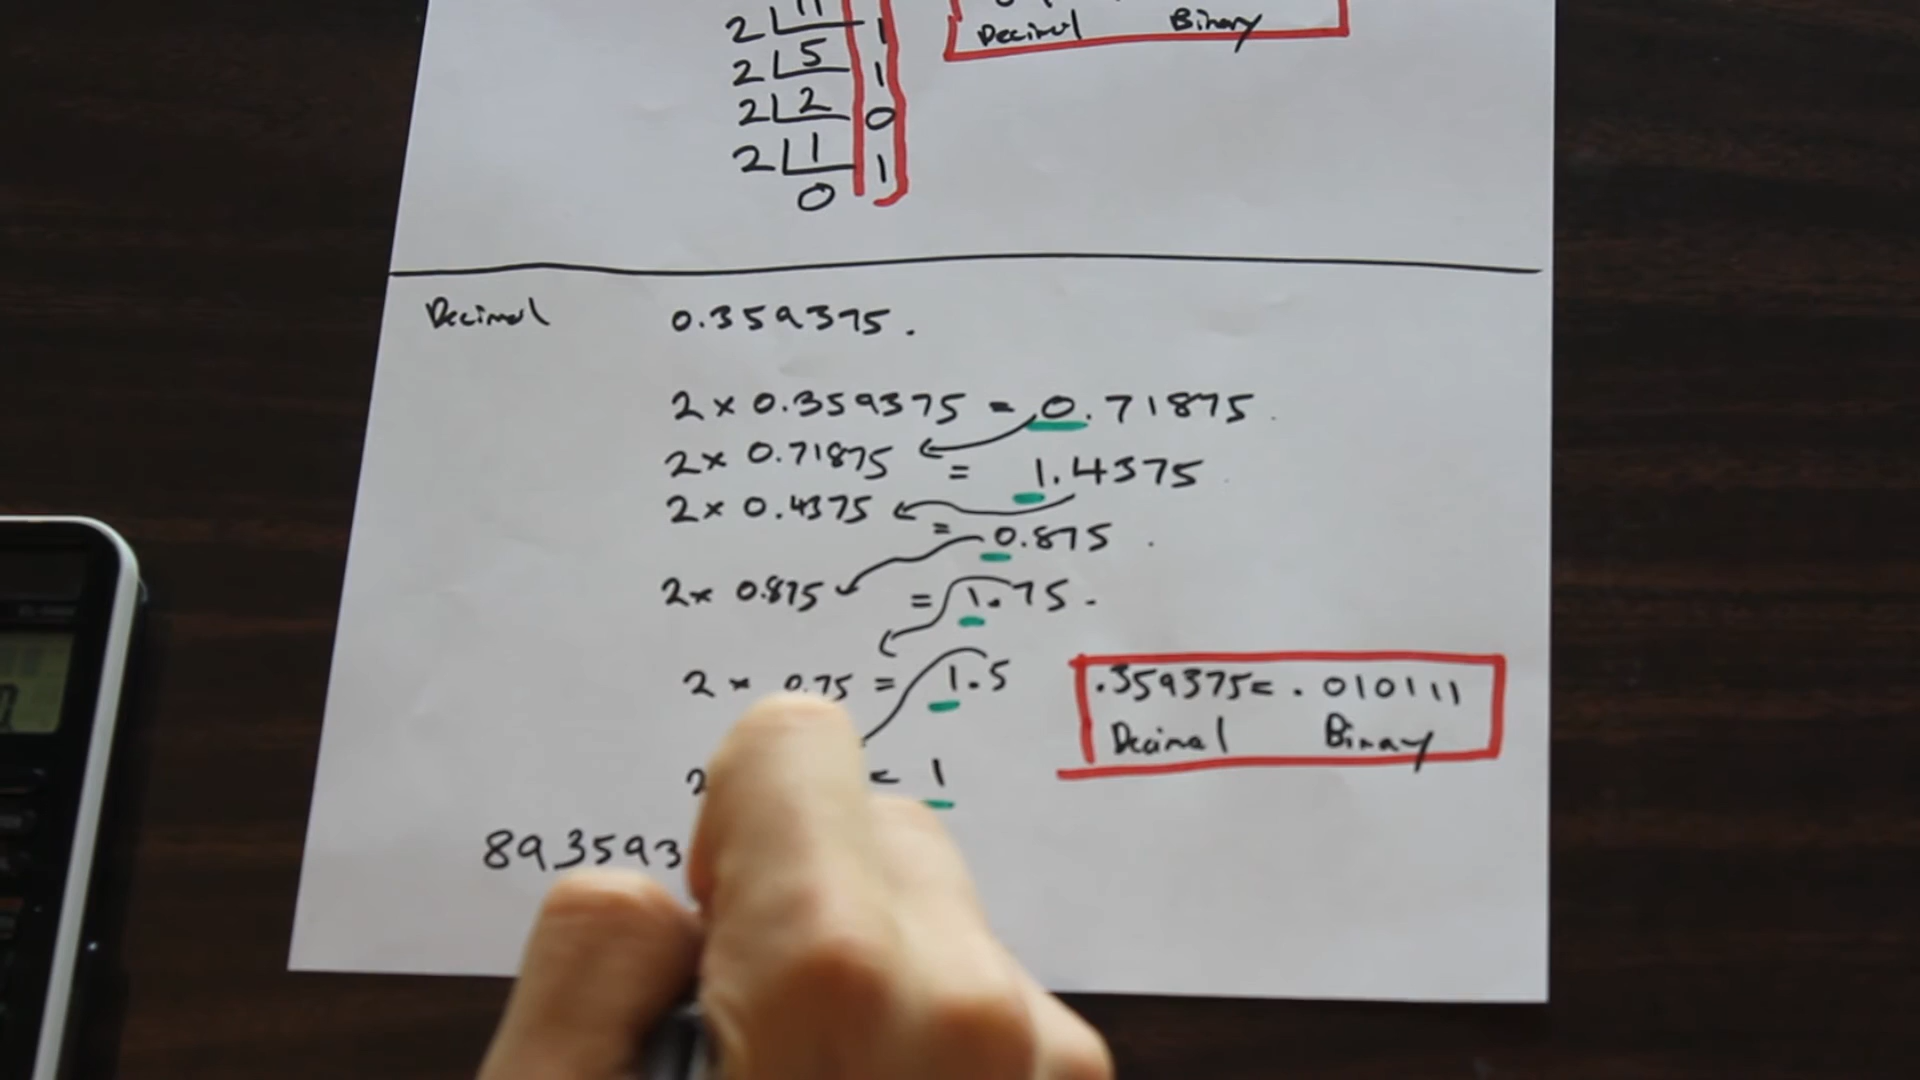 2 11 1
Decimal Binary
2 5 1
2 2 0
2 1 1
0
Decimal 0.359375.
2 × 0.359375 = 0.71875
2 × 0.71875 = 1.4375
2 × 0.4375 = 0.875
2 × 0.875 = 1.75
2 × 0.75 = 1.5
.359375 = .010111
Decimal Binary
2 = 1
89.3593